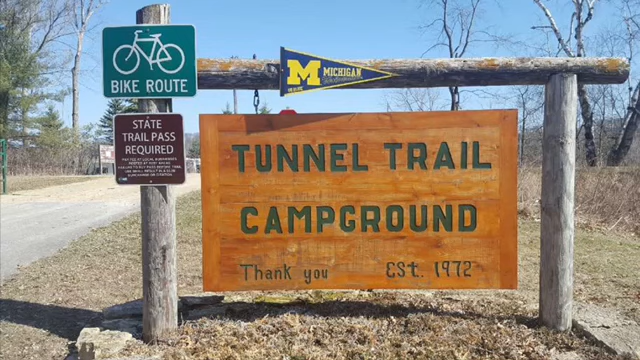 BIKE ROUTE
STATE
TRAIL PASS
REQUIRED
M MICHIGAN
TUNNEL TRAIL
CAMPGROUND
Thank you EST. 1972